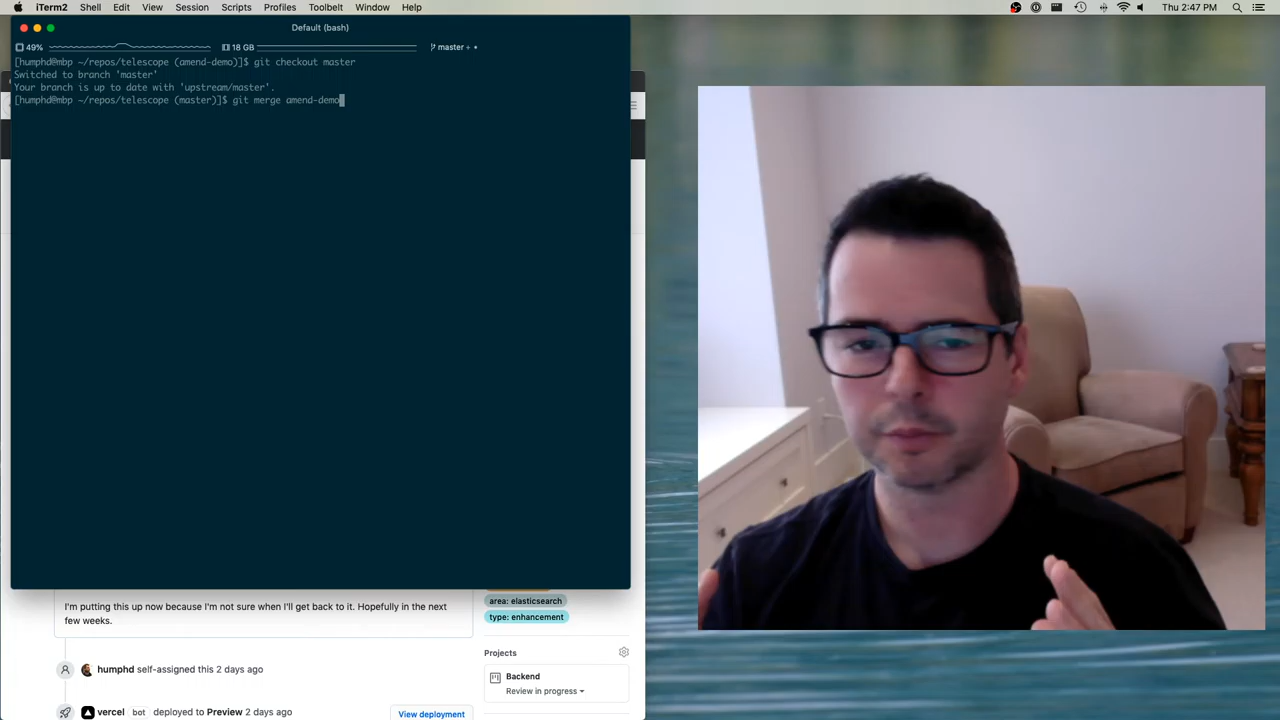 iTerm2 Shell Edit View Session Scripts Profiles Toolbelt Window Help
Thu 2:47 PM
Default (bash)
49% 18 GB master
[humphd@mbp ~/repos/telescope (amend-demo)]$ git checkout master
Switched to branch 'master'
Your branch is up to date with 'upstream/master'.
[humphd@mbp ~/repos/telescope (master)]$ git merge amend-demo
I'm putting this up now because I'm not sure when I'll get back to it. Hopefully in the next
few weeks.
area: elasticsearch
type: enhancement
Projects
Backend
Review in progress
humphd self-assigned this 2 days ago
vercel bot deployed to Preview 2 days ago
View deployment